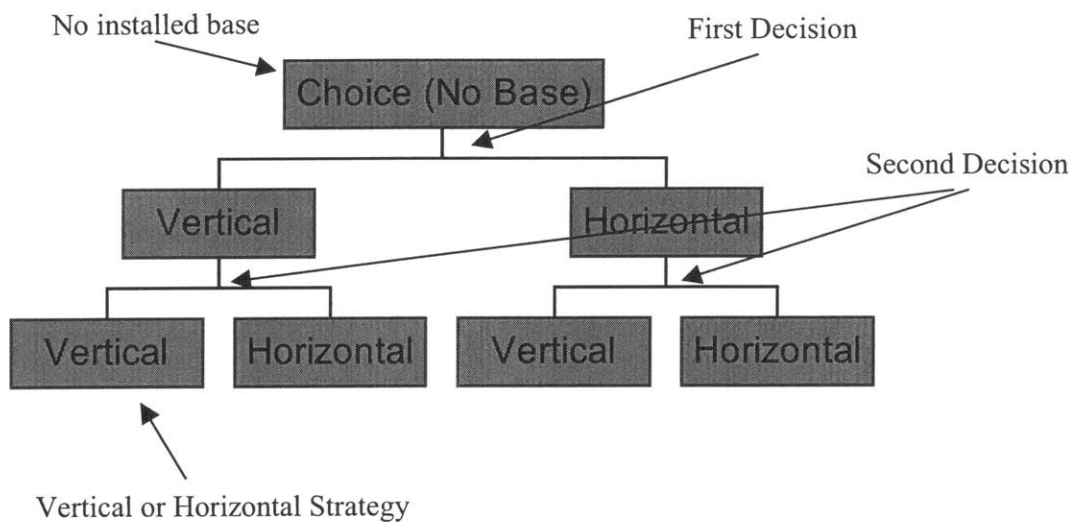 No installed base
First Decision
Choice (No Base)
Second Decision
Vertical
Horizontal
Vertical
Horizontal
Vertical
Horizontal
Vertical or Horizontal Strategy